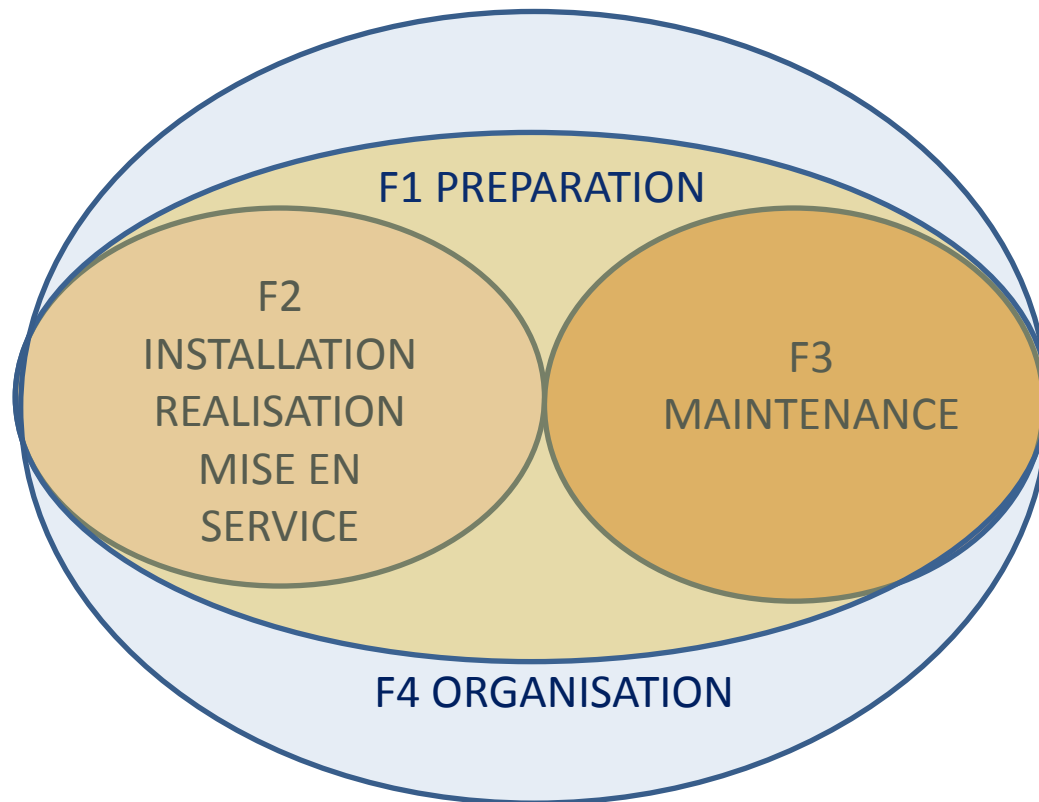 F1 PREPARATION
F2
INSTALLATION
REALISATION
MISE EN
SERVICE
F3
MAINTENANCE
F4 ORGANISATION